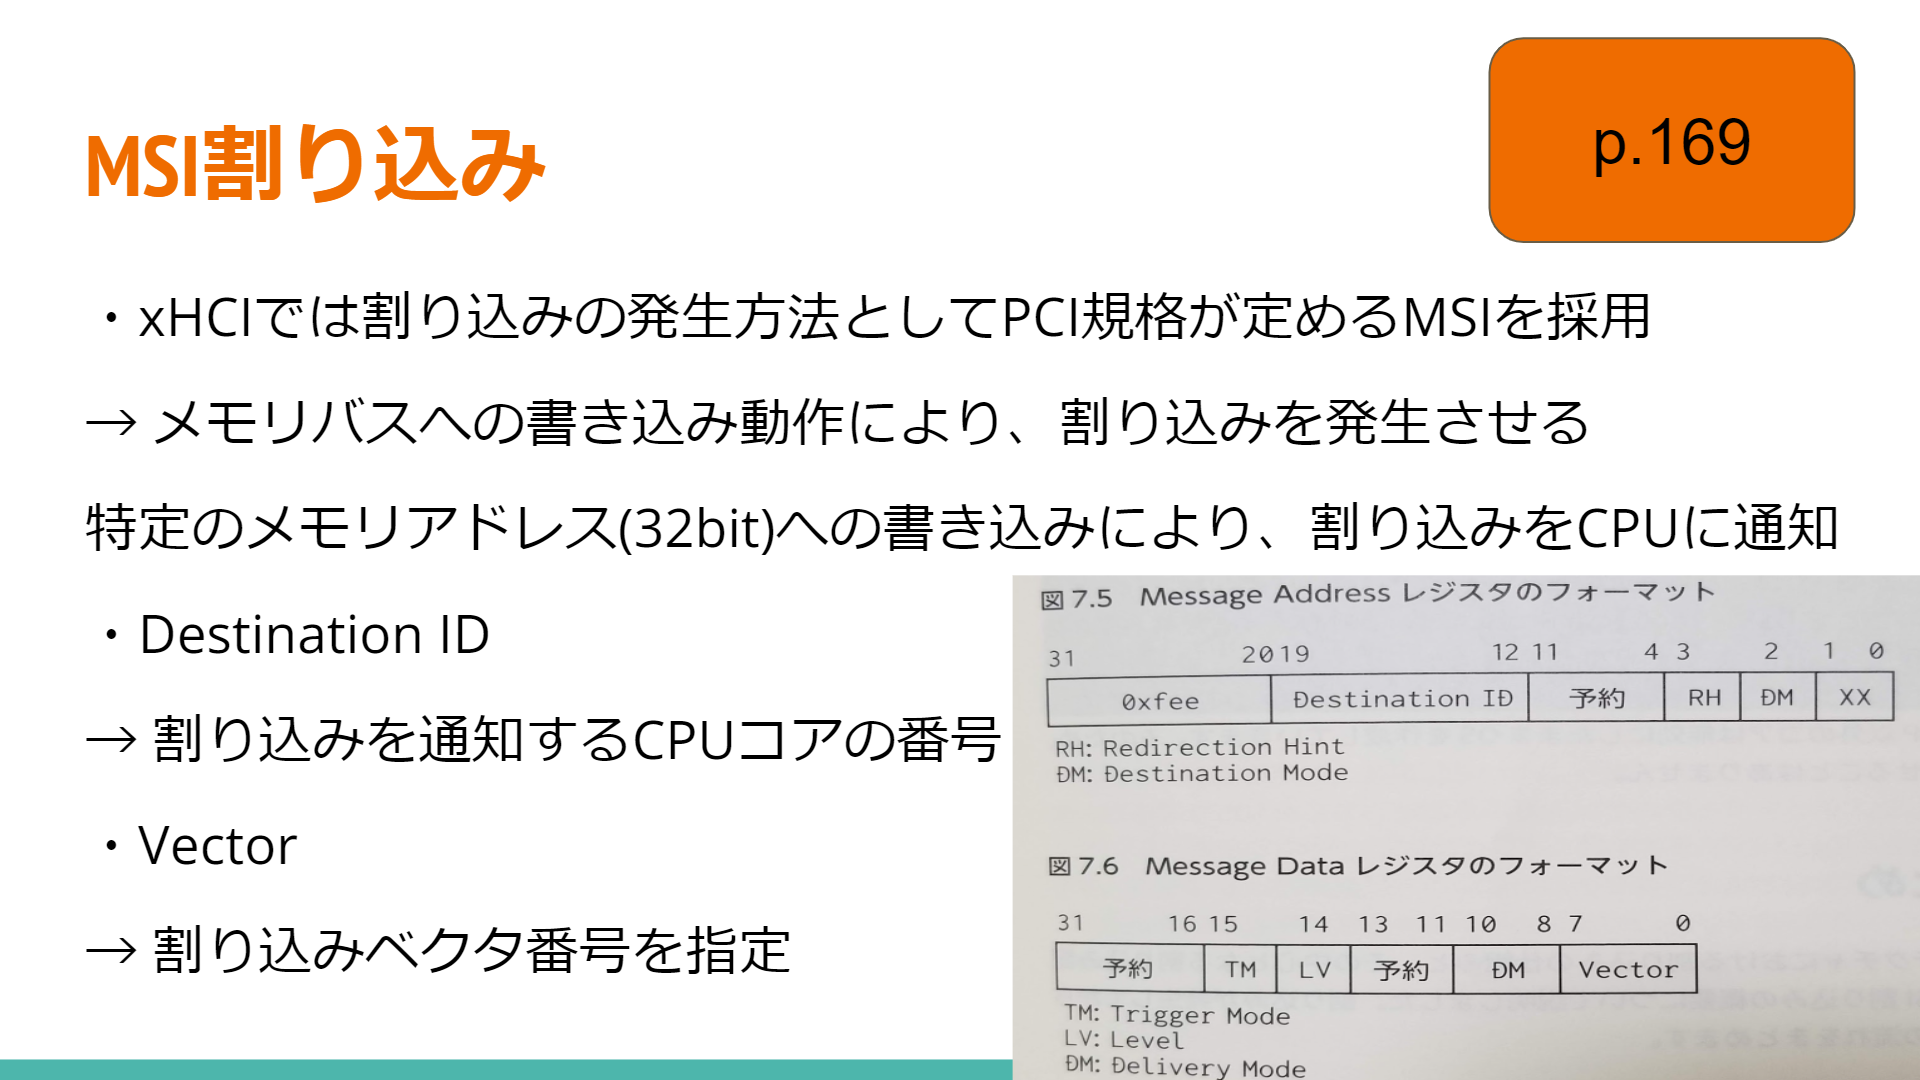 MSI割り込み
p.169
・xHCIでは割り込みの発生方法としてPCI規格が定めるMSIを採用
→ メモリバスへの書き込み動作により、割り込みを発生させる
特定のメモリアドレス(32bit)への書き込みにより、割り込みをCPUに通知
・Destination ID
→ 割り込みを通知するCPUコアの番号
・Vector
→ 割り込みベクタ番号を指定
図 7.5 Message Address レジスタのフォーマット
31 20 19 12 11 4 3 2 1 0
0xfee Destination ID 予約 RH DM XX
RH: Redirection Hint
DM: Destination Mode
図 7.6 Message Data レジスタのフォーマット
31 16 15 14 13 11 10 8 7 0
予約 TM LV 予約 DM Vector
TM: Trigger Mode
LV: Level
DM: Delivery Mode